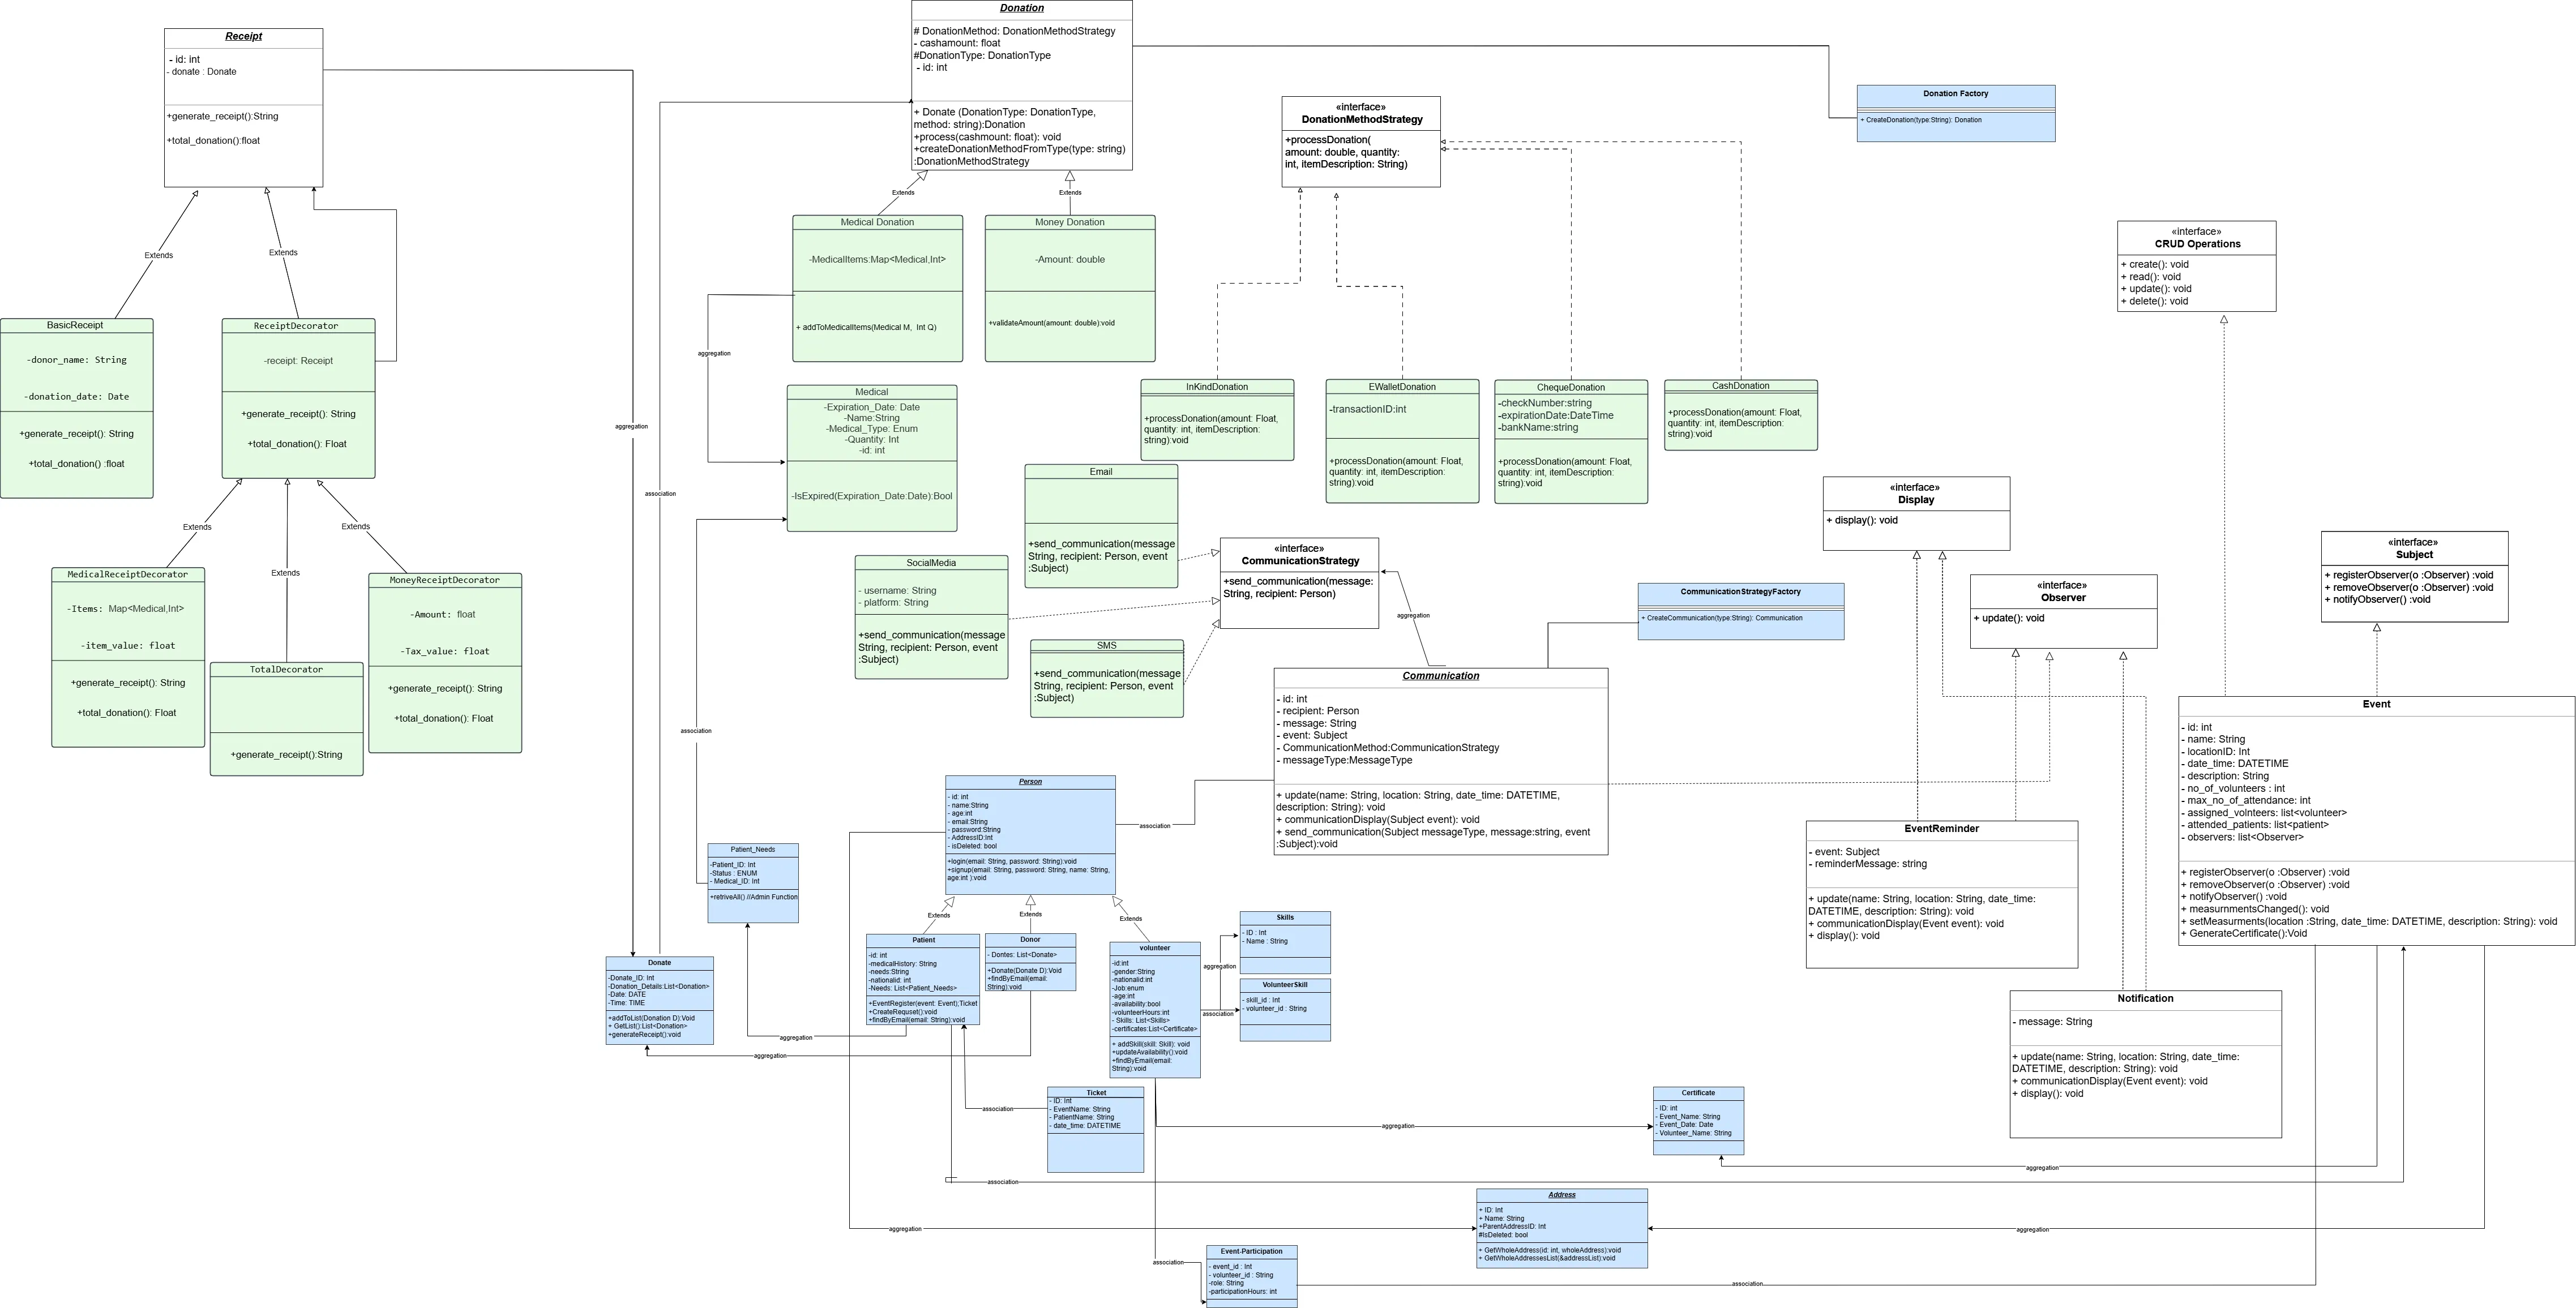 Receipt
- id: int
- donate : Donate
+generate_receipt():String
+total_donation():float
Extends
Extends
BasicReceipt
-donor_name: String
-donation_date: Date
+generate_receipt(): String
+total_donation() :float
ReceiptDecorator
-receipt: Receipt
+generate_receipt(): String
+total_donation(): Float
Extends
Extends
Extends
MedicalReceiptDecorator
-Items: Map<Medical,Int>
-item_value: float
+generate_receipt(): String
+total_donation(): Float
TotalDecorator
+generate_receipt():String
MoneyReceiptDecorator
-Amount: float
-Tax_value: float
+generate_receipt(): String
+total_donation(): Float
aggregation
association
Donation
# DonationMethod: DonationMethodStrategy
- cashamount: float
#DonationType: DonationType
- id: int
+ Donate (DonationType: DonationType,
method: string):Donation
+process(cashmount: float): void
+createDonationMethodFromType(type: string)
:DonationMethodStrategy
Extends
Extends
Medical Donation
-MedicalItems:Map<Medical,Int>
+ addToMedicalItems(Medical M,  Int Q)
Money Donation
-Amount: double
+validateAmount(amount: double):void
aggregation
Medical
-Expiration_Date: Date
-Name:String
-Medical_Type: Enum
-Quantity: Int
-id: int
-IsExpired(Expiration_Date:Date):Bool
association
«interface»
DonationMethodStrategy
+processDonation(
amount: double, quantity:
int, itemDescription: String)
Donation Factory
+ CreateDonation(type:String): Donation
InKindDonation
+processDonation(amount: Float,
quantity: int, itemDescription:
string):void
EWalletDonation
-transactionID:int
+processDonation(amount: Float,
quantity: int, itemDescription:
string):void
ChequeDonation
-checkNumber:string
-expirationDate:DateTime
-bankName:string
+processDonation(amount: Float,
quantity: int, itemDescription:
string):void
CashDonation
+processDonation(amount: Float,
quantity: int, itemDescription:
string):void
«interface»
CRUD Operations
+ create(): void
+ read(): void
+ update(): void
+ delete(): void
Email
+send_communication(message
String, recipient: Person, event
:Subject)
SocialMedia
- username: String
- platform: String
+send_communication(message
String, recipient: Person, event
:Subject)
SMS
+send_communication(message
String, recipient: Person, event
:Subject)
«interface»
CommunicationStrategy
+send_communication(message:
String, recipient: Person)
aggregation
CommunicationStrategyFactory
+ CreateCommunication(type:String): Communication
«interface»
Display
+ display(): void
«interface»
Observer
+ update(): void
«interface»
Subject
+ registerObserver(o :Observer) :void
+ removeObserver(o :Observer) :void
+ notifyObserver() :void
Communication
- id: int
- recipient: Person
- message: String
- event: Subject
- CommunicationMethod:CommunicationStrategy
- messageType:MessageType
+ update(name: String, location: String, date_time: DATETIME,
description: String): void
+ communicationDisplay(Subject event): void
+ send_communication(Subject messageType, message:string, event
:Subject):void
Event
- id: int
- name: String
- locationID: Int
- date_time: DATETIME
- description: String
- no_of_volunteers : int
- max_no_of_attendance: int
- assigned_volnteers: list<volunteer>
- attended_patients: list<patient>
- observers: list<Observer>
+ registerObserver(o :Observer) :void
+ removeObserver(o :Observer) :void
+ notifyObserver() :void
+ measurnmentsChanged(): void
+ setMeasurments(location :String, date_time: DATETIME, description: String): void
+ GenerateCertificate():Void
EventReminder
- event: Subject
- reminderMessage: string
+ update(name: String, location: String, date_time:
DATETIME, description: String): void
+ communicationDisplay(Event event): void
+ display(): void
Notification
- message: String
+ update(name: String, location: String, date_time:
DATETIME, description: String): void
+ communicationDisplay(Event event): void
+ display(): void
Person
- id: int
- name:String
- age:int
- email:String
- password:String
- AddressID:Int
- isDeleted: bool
+login(email: String, password: String):void
+signup(email: String, password: String, name: String,
age:int ):void
association
Patient_Needs
-Patient_ID: Int
-Status : ENUM
- Medical_ID: Int
+retriveAll() //Admin Function
Extends
Extends
Extends
Patient
-id: int
-medicalHistory: String
-needs:String
-nationalid: int
-Needs: List<Patient_Needs>
+EventRegister(event: Event);Ticket
+CreateRequset():void
+findByEmail(email: String):void
Donor
- Dontes: List<Donate>
+Donate(Donate D):Void
+findByEmail(email:
String):void
volunteer
-id:int
-gender:String
-nationalid:int
-Job:enum
-age:int
-availability:bool
-volunteerHours:int
- Skills: List<Skills>
-certificates:List<Certificate>
+ addSkill(skill: Skill): void
+updateAvailability():void
+findByEmail(email:
String):void
Skills
- ID : Int
- Name : String
aggregation
VolunteerSkill
- skill_id : Int
- volunteer_id : String
association
Donate
-Donate_ID: Int
-Donation_Details:List<Donation>
-Date: DATE
-Time: TIME
+addToList(Donation D):Void
+ GetList():List<Donation>
+generateReceipt():void
aggregation
aggregation
Ticket
- ID: Int
- EventName: String
- PatientName: String
- date_time: DATETIME
association
Certificate
- ID: int
- Event_Name: String
- Event_Date: Date
- Volunteer_Name: String
aggregation
aggregation
association
Address
+ ID: Int
+ Name: String
+ParentAddressID: Int
#IsDeleted: bool
+ GetWholeAddress(id: int, wholeAddress):void
+ GetWholeAddressesList(&addressList):void
aggregation
aggregation
Event-Participation
- event_id : Int
- volunteer_id : String
-role: String
-participationHours: int
association
association